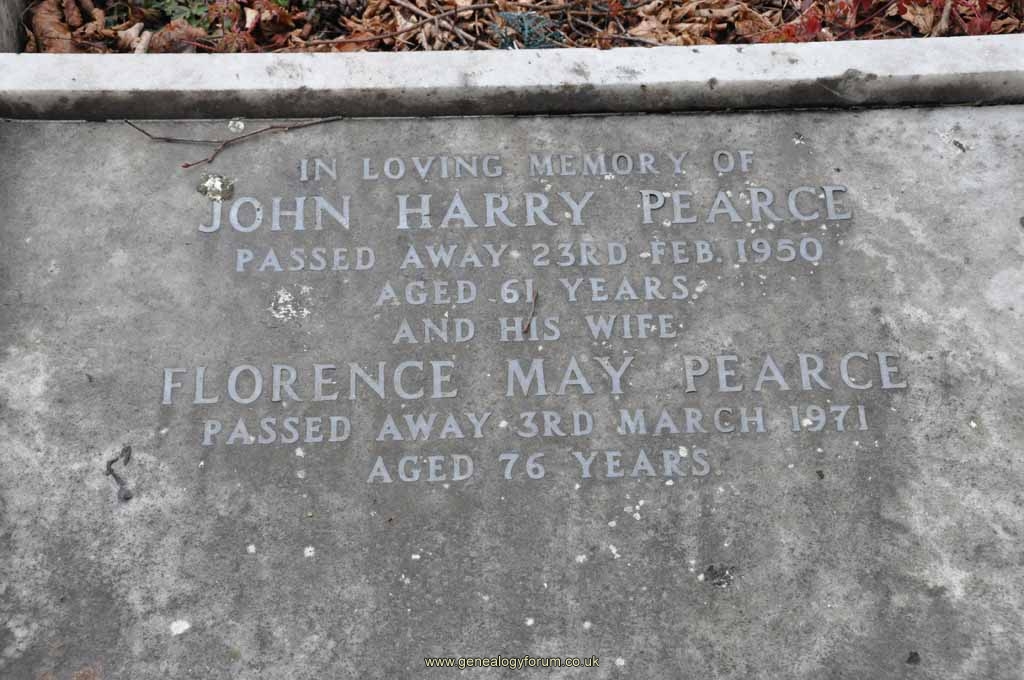 IN LOVING MEMORY OF
JOHN HARRY PEARCE
PASSED AWAY 23RD FEB. 1950
AGED 61 YEARS
AND HIS WIFE
FLORENCE MAY PEARCE
PASSED AWAY 3RD MARCH 1971
AGED 76 YEARS
www.genealogyforum.co.uk